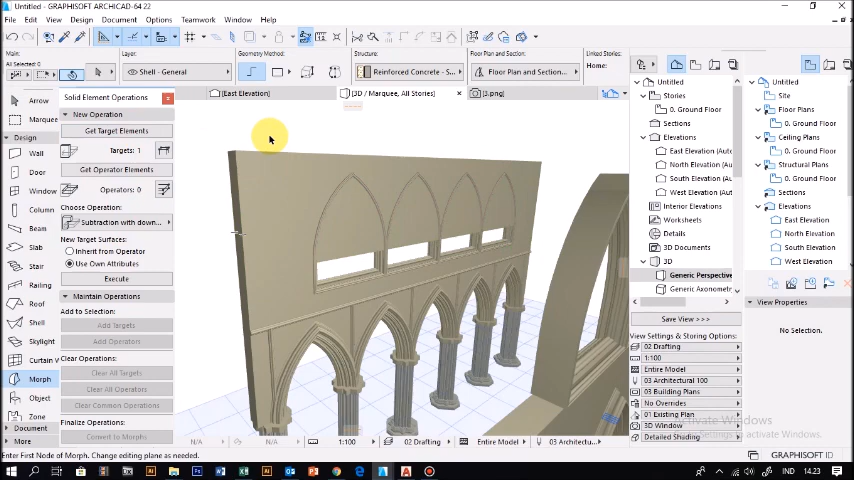 Untitled - GRAPHISOFT ARCHICAD-64 22
File Edit View Design Document Options Teamwork Window Help
Main:
All Selected: 0
Layer:
Shell - General
Geometry Method:
Structure:
Reinforced Concrete - S...
Floor Plan and Section:
Floor Plan and Section...
Linked Stories:
Home:
Arrow
Marquee
Design
Wall
Door
Window
Column
Beam
Slab
Stair
Railing
Roof
Shell
Skylight
Curtain W
Morph
Object
Zone
Document
More
Solid Element Operations
New Operation
Get Target Elements
Targets: 1
Get Operator Elements
Operators: 0
Choose Operation:
Subtraction with down...
New Target Surfaces:
Inherit from Operator
Use Own Attributes
Execute
Maintain Operations
Add to Selection:
Add Targets
Add Operators
Clear Operations:
Clear All Targets
Clear All Operators
Clear Common Operations
Finalize Operations:
Convert to Morphs
(East Elevation)
[3D / Marquee, All Stories]
[3.png]
N/A
N/A
1:100
02 Drafting
Entire Model
03 Architectu...
Untitled
Stories
0. Ground Floor
Sections
Elevations
East Elevation (Aut
North Elevation (Au
South Elevation (Au
West Elevation (Aut
Interior Elevations
Worksheets
Details
3D Documents
3D
Generic Perspective
Generic Axonometr
Save View...
View Settings & Storing Options:
02 Drafting
1:100
Entire Model
03 Architectural 100
03 Building Plans
No Overrides
01 Existing Plan
3D Window
Detailed Shading
Untitled
Site
Floor Plans
0. Ground Floor
Ceiling Plans
0. Ground Floor
Structural Plans
0. Ground Floor
Sections
Elevations
East Elevation
North Elevation
South Elevation
West Elevation
View Properties
No Selection.
Activate Windows
Go to Settings to activate Windows.
Enter First Node of Morph. Change editing plane as needed.
GRAPHISOFT ID
IND
14.23